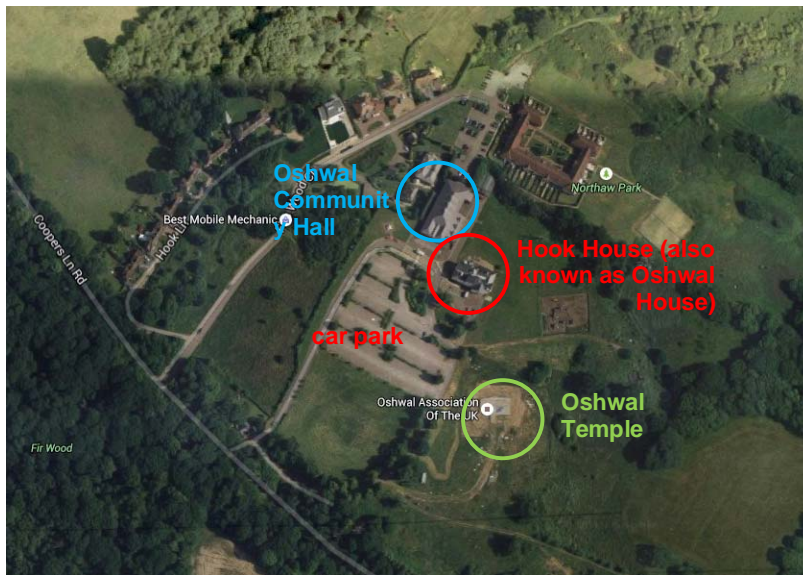 Oshwal
Communit
y Hall
Wood
Best Mobile Mechanic
Hook Ln
Coopers Ln Rd
Northaw Park
Hook House (also
known as Oshwal
House)
car park
Oshwal Association
Of The UK
Oshwal
Temple
Fir Wood